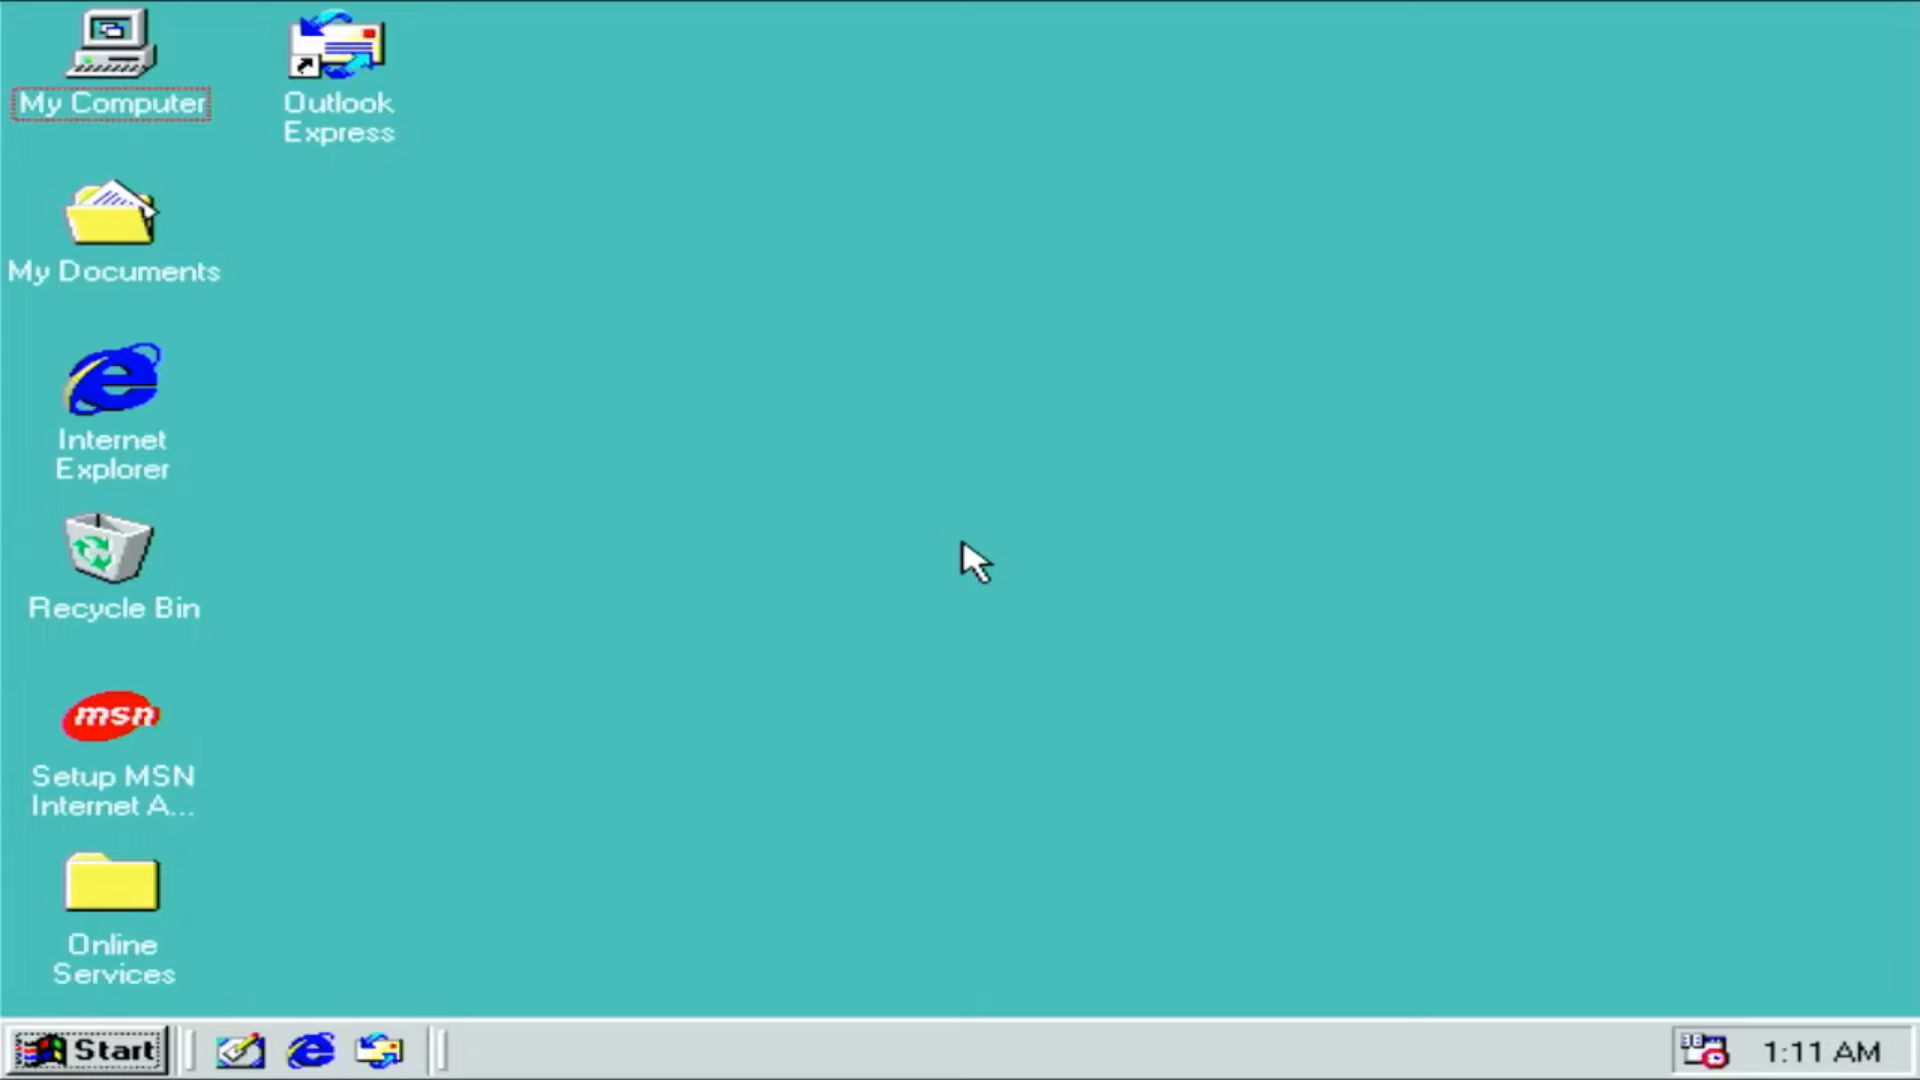 My Computer
Outlook
Express
My Documents
Internet
Explorer
Recycle Bin
msn
Setup MSN
Internet A...
Online
Services
Start
1:11 AM